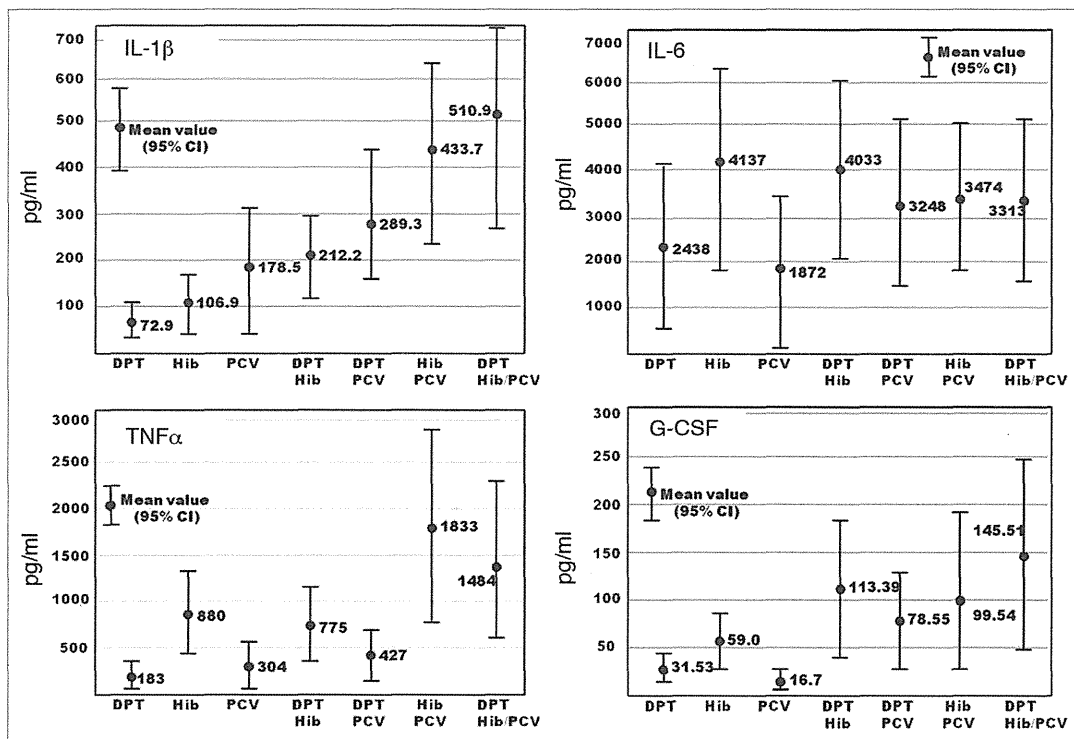 IL-1β
700
600
500
400
300
200
100
pg/ml
Mean value
(95% CI)
72.9
106.9
178.5
212.2
289.3
433.7
510.9
DPT
Hib
PCV
DPT
Hib
DPT
PCV
Hib
PCV
DPT
Hib/PCV
IL-6
7000
6000
5000
4000
3000
2000
1000
pg/ml
Mean value
(95% CI)
2438
4137
1872
4033
3248
3474
3313
DPT
Hib
PCV
DPT
Hib
DPT
PCV
Hib
PCV
DPT
Hib/PCV
TNFα
3000
2500
2000
1500
1000
500
pg/ml
Mean value
(95% CI)
183
880
304
775
427
1833
1484
DPT
Hib
PCV
DPT
Hib
DPT
PCV
Hib
PCV
DPT
Hib/PCV
G-CSF
300
250
200
150
100
50
pg/ml
Mean value
(95% CI)
31.53
59.0
16.7
113.39
78.55
99.54
145.51
DPT
Hib
PCV
DPT
Hib
DPT
PCV
Hib
PCV
DPT
Hib/PCV